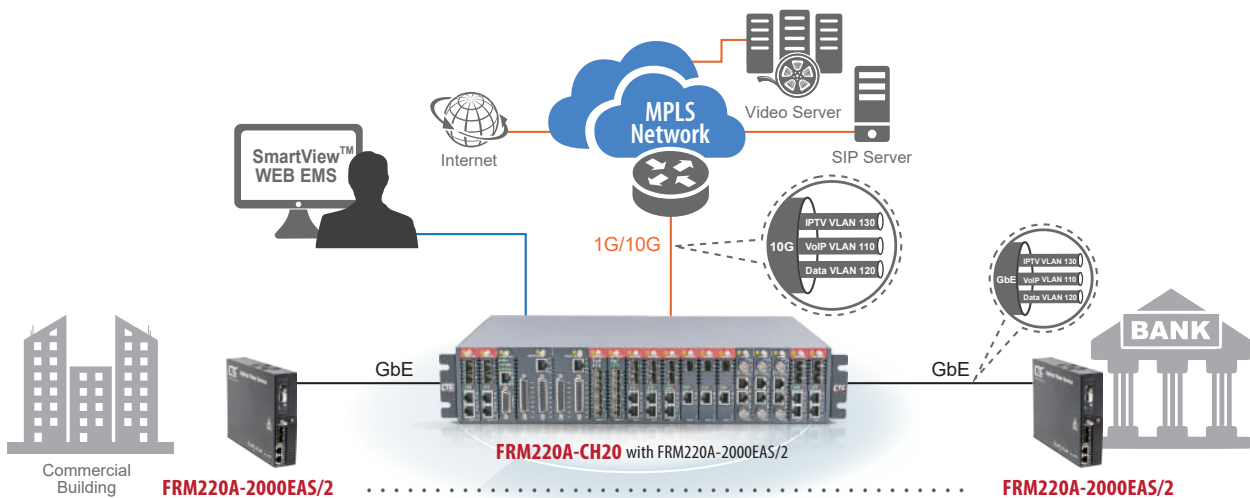 SmartView™
WEB EMS
Internet
MPLS
Network
Video Server
SIP Server
1G/10G
10G
IPTV VLAN 130
VoIP VLAN 110
Data VLAN 120
GbE
IPTV VLAN 130
VoIP VLAN 110
Data VLAN 120
BANK
GbE
GbE
CTC
CTC
FRM220A-CH20 with FRM220A-2000EAS/2
Commercial
Building
FRM220A-2000EAS/2
FRM220A-2000EAS/2